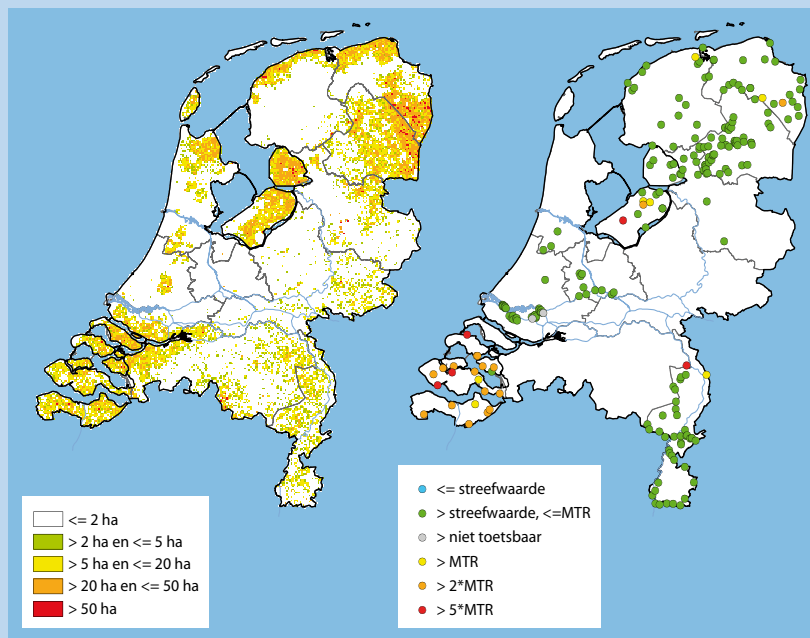 <= 2 ha
> 2 ha en <= 5 ha
> 5 ha en <= 20 ha
> 20 ha en <= 50 ha
> 50 ha
<= streefwaarde
> streefwaarde, <=MTR
> niet toetsbaar
> MTR
> 2*MTR
> 5*MTR